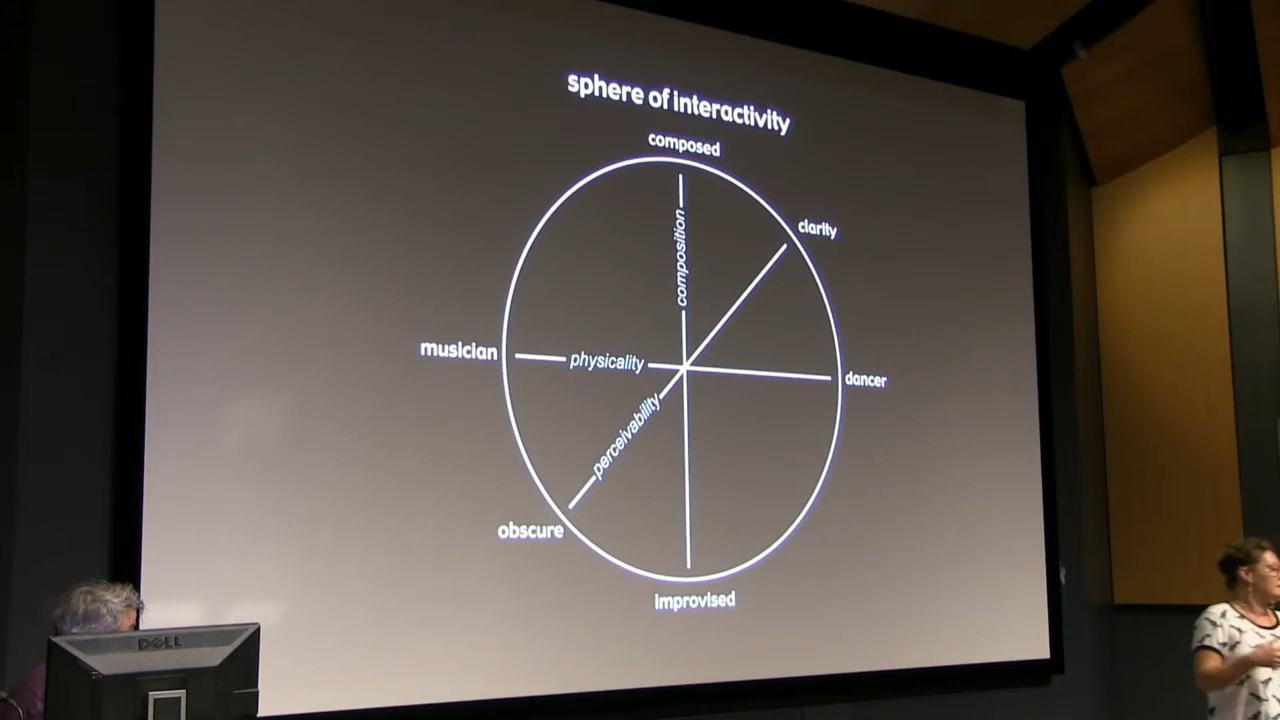 sphere of interactivity
composed
clarity
composition
musician
physicality
dancer
perceivability
obscure
improvised
DELL